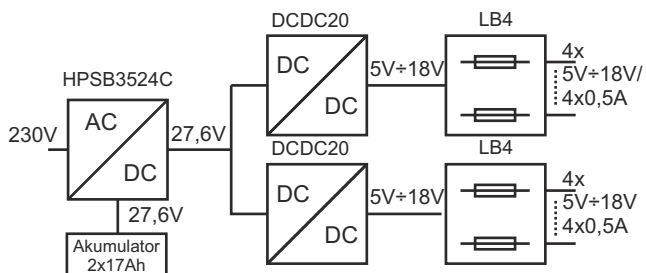 DCDC20
LB4
DC
DC
5V÷18V
4x
5V÷18V/
4x0,5A
HPSB3524C
230V
AC
DC
27,6V
27,6V
Akumulator
2x17Ah
DCDC20
LB4
DC
DC
5V÷18V
4x
5V÷18V
4x0,5A